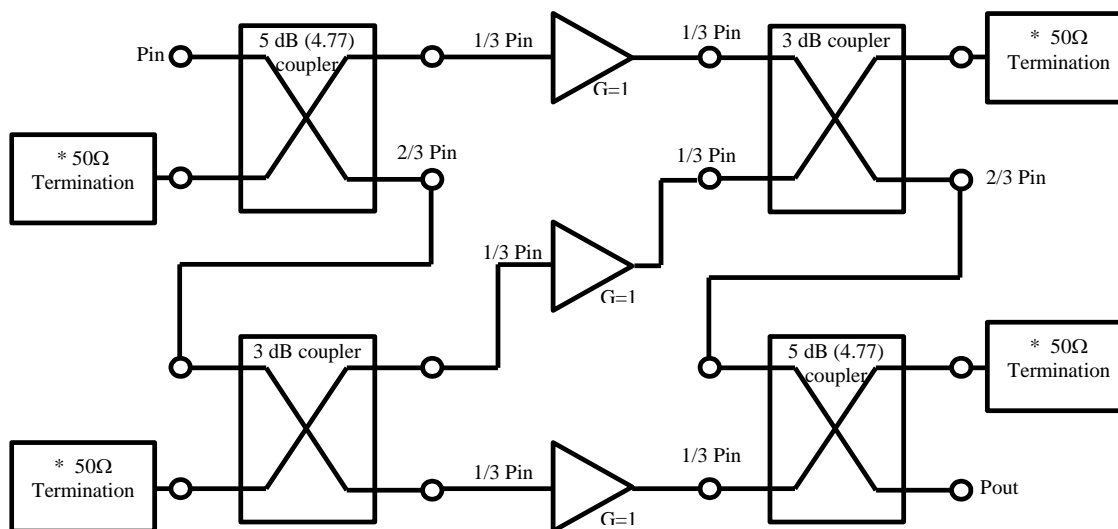 Pin
5 dB (4.77)
coupler
1/3 Pin
G=1
1/3 Pin
3 dB coupler
* 50Ω
Termination
* 50Ω
Termination
2/3 Pin
1/3 Pin
2/3 Pin
1/3 Pin
G=1
3 dB coupler
5 dB (4.77)
coupler
* 50Ω
Termination
* 50Ω
Termination
1/3 Pin
G=1
1/3 Pin
Pout